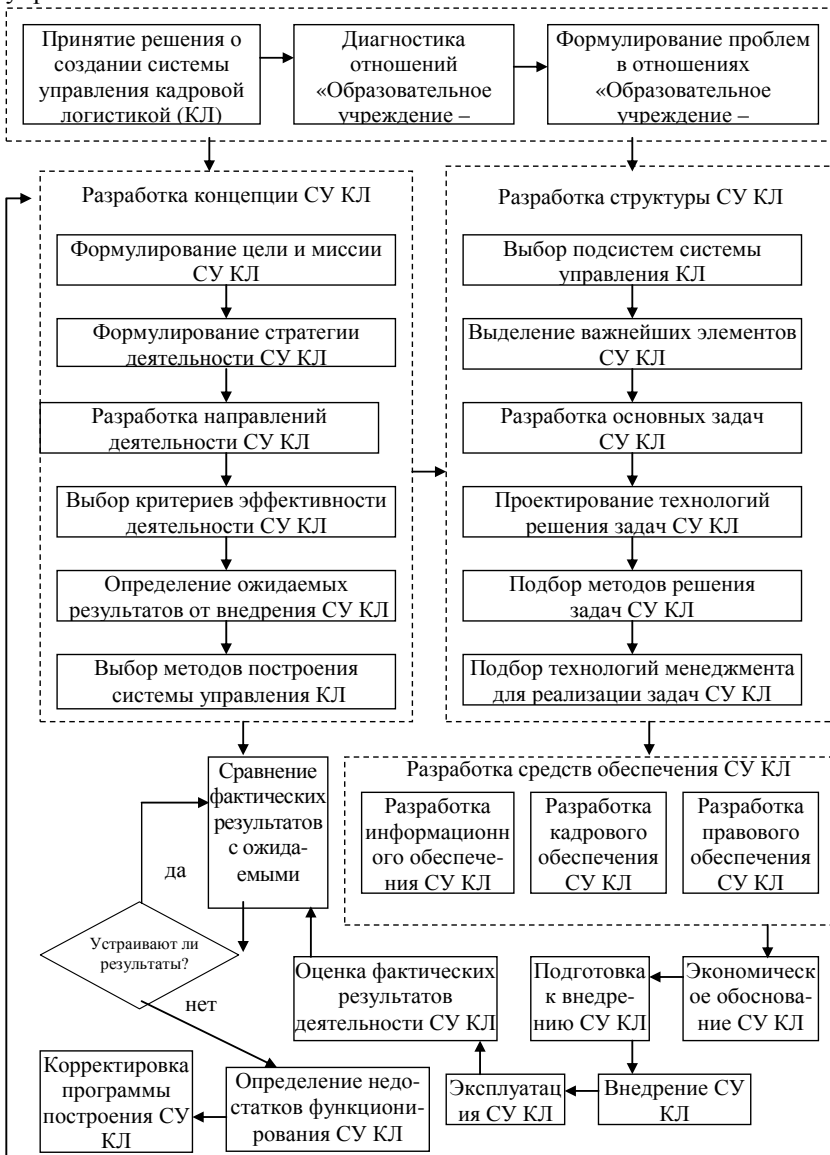 Принятие решения о
создании системы
управления кадровой
логистикой (КЛ)
Диагностика
отношений
«Образовательное
учреждение –
Формулирование проблем
в отношениях
«Образовательное
учреждение –
Разработка концепции СУ КЛ
Формулирование цели и миссии
СУ КЛ
Формулирование стратегии
деятельности СУ КЛ
Разработка направлений
деятельности СУ КЛ
Выбор критериев эффективности
деятельности СУ КЛ
Определение ожидаемых
результатов от внедрения СУ КЛ
Выбор методов построения
системы управления КЛ
Разработка структуры СУ КЛ
Выбор подсистем системы
управления КЛ
Выделение важнейших элементов
СУ КЛ
Разработка основных задач
СУ КЛ
Проектирование технологий
решения задач СУ КЛ
Подбор методов решения
задач СУ КЛ
Подбор технологий менеджмента
для реализации задач СУ КЛ
Разработка средств обеспечения СУ КЛ
Разработка
информационн
ого обеспече-
ния СУ КЛ
Разработка
кадрового
обеспечения
СУ КЛ
Разработка
правового
обеспечения
СУ КЛ
Сравнение
фактических
результатов
с ожида-
емыми
да
Устраивают ли
результаты?
нет
Оценка фактических
результатов
деятельности СУ КЛ
Подготовка
к внедре-
нию СУ КЛ
Экономическ
ое обоснова-
ние СУ КЛ
Корректировка
программы
построения СУ
КЛ
Определение недо-
статков функциони-
рования СУ КЛ
Эксплуатац
ия СУ КЛ
Внедрение СУ
КЛ